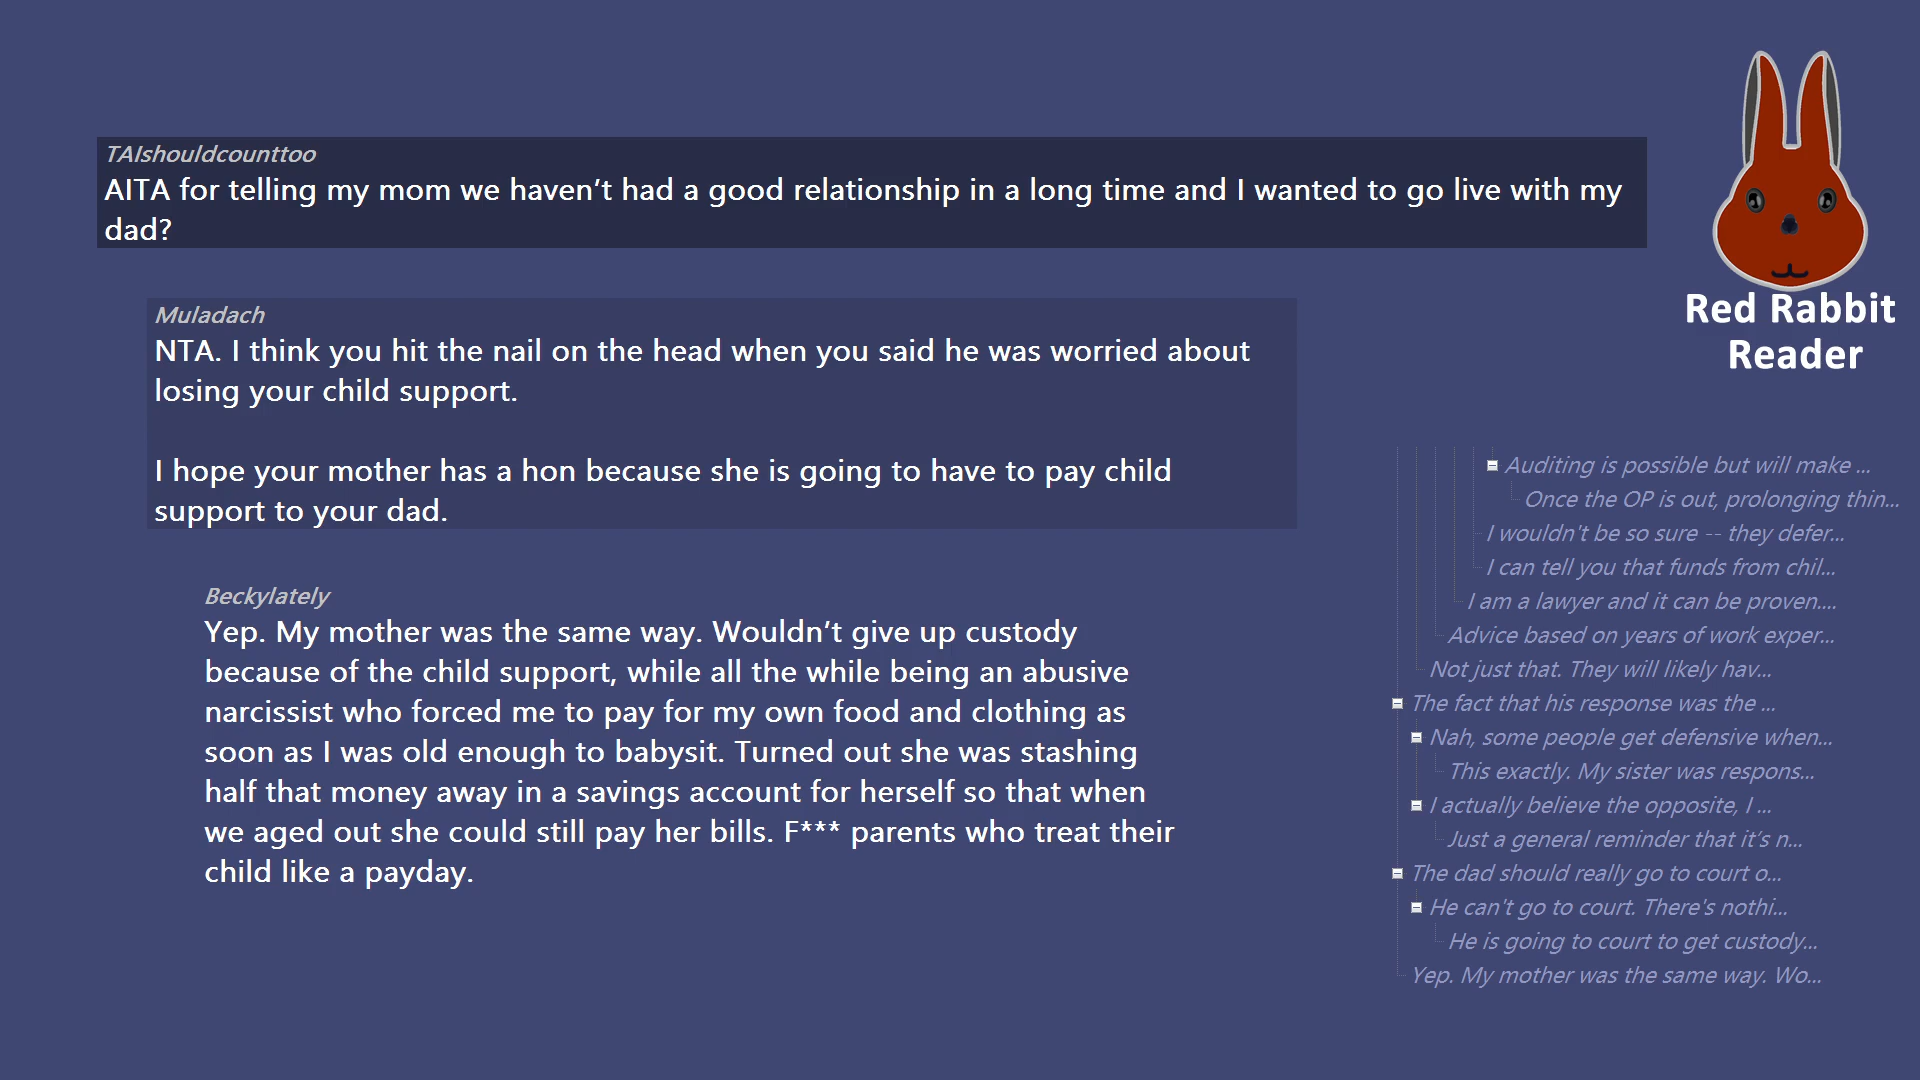 TAIshouldcounttoo
AITA for telling my mom we haven’t had a good relationship in a long time and I wanted to go live with my
dad?
Muladach
NTA. I think you hit the nail on the head when you said he was worried about
losing your child support.
I hope your mother has a hon because she is going to have to pay child
support to your dad.
Beckylately
Yep. My mother was the same way. Wouldn’t give up custody
because of the child support, while all the while being an abusive
narcissist who forced me to pay for my own food and clothing as
soon as I was old enough to babysit. Turned out she was stashing
half that money away in a savings account for herself so that when
we aged out she could still pay her bills. F*** parents who treat their
child like a payday.
Red Rabbit
Reader
Auditing is possible but will make ...
Once the OP is out, prolonging thin...
I wouldn't be so sure -- they defer...
I can tell you that funds from chil...
I am a lawyer and it can be proven....
Advice based on years of work exper...
Not just that. They will likely hav...
The fact that his response was the ...
Nah, some people get defensive when...
This exactly. My sister was respons...
I actually believe the opposite, I ...
Just a general reminder that it’s n...
The dad should really go to court o...
He can't go to court. There's nothi...
He is going to court to get custody...
Yep. My mother was the same way. Wo...